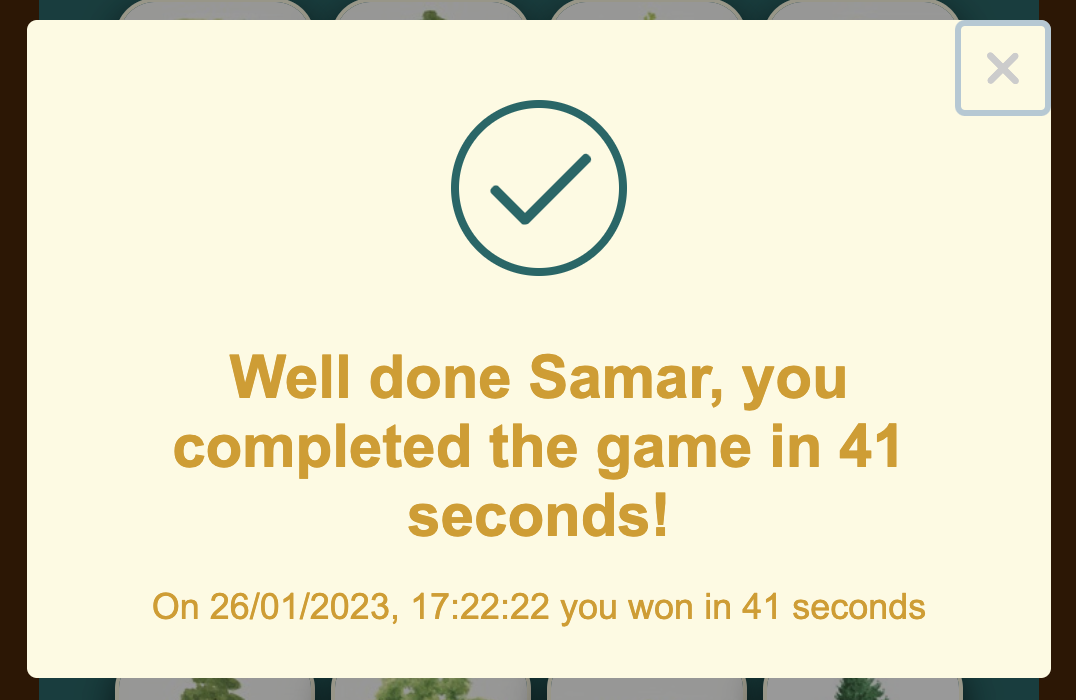 Well done Samar, you
completed the game in 41
seconds!
On 26/01/2023, 17:22:22 you won in 41 seconds